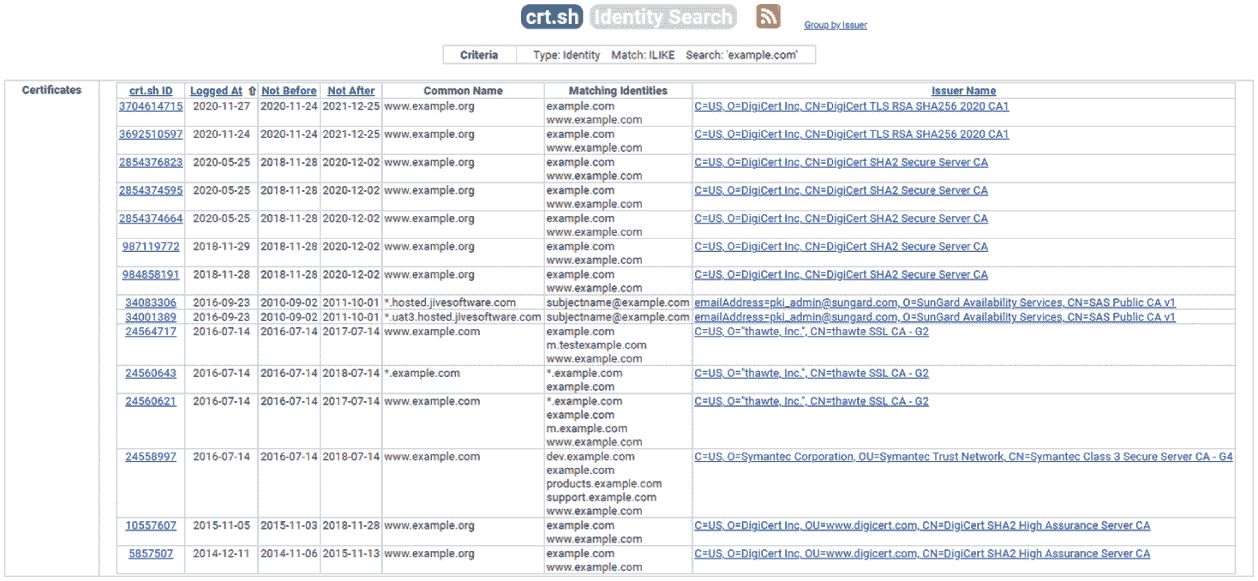 crt.sh Identity Search Group by Issuer
Criteria Type: Identity Match: ILIKE Search: 'example.com'
Certificates crt.sh ID Logged At ⇧ Not Before Not After Common Name Matching Identities Issuer Name
3704614715 2020-11-27 2020-11-24 2021-12-25 www.example.org example.com C=US, O=DigiCert Inc, CN=DigiCert TLS RSA SHA256 2020 CA1
www.example.com
3692510597 2020-11-24 2020-11-24 2021-12-25 www.example.org example.com C=US, O=DigiCert Inc, CN=DigiCert TLS RSA SHA256 2020 CA1
www.example.com
2854376823 2020-05-25 2018-11-28 2020-12-02 www.example.org example.com C=US, O=DigiCert Inc, CN=DigiCert SHA2 Secure Server CA
www.example.com
2854374595 2020-05-25 2018-11-28 2020-12-02 www.example.org example.com C=US, O=DigiCert Inc, CN=DigiCert SHA2 Secure Server CA
www.example.com
2854374664 2020-05-25 2018-11-28 2020-12-02 www.example.org example.com C=US, O=DigiCert Inc, CN=DigiCert SHA2 Secure Server CA
www.example.com
987119772 2018-11-29 2018-11-28 2020-12-02 www.example.org example.com C=US, O=DigiCert Inc, CN=DigiCert SHA2 Secure Server CA
www.example.com
984858191 2018-11-28 2018-11-28 2020-12-02 www.example.org example.com C=US, O=DigiCert Inc, CN=DigiCert SHA2 Secure Server CA
www.example.com
34083306 2016-09-23 2010-09-02 2011-10-01 *.hosted.jivesoftware.com subjectname@example.com emailAddress=pki_admin@sungard.com, O=SunGard Availability Services, CN=SAS Public CA v1
34001389 2016-09-23 2010-09-02 2011-10-01 *.uat3.hosted.jivesoftware.com subjectname@example.com emailAddress=pki_admin@sungard.com, O=SunGard Availability Services, CN=SAS Public CA v1
24564717 2016-07-14 2016-07-14 2017-07-14 www.example.com example.com C=US, O="thawte, Inc.", CN=thawte SSL CA - G2
m.testexample.com
www.example.com
24560643 2016-07-14 2016-07-14 2018-07-14 *.example.com *.example.com C=US, O="thawte, Inc.", CN=thawte SSL CA - G2
example.com
24560621 2016-07-14 2016-07-14 2017-07-14 www.example.com *.example.com C=US, O="thawte, Inc.", CN=thawte SSL CA - G2
example.com
m.example.com
www.example.com
24558997 2016-07-14 2016-07-14 2018-07-14 www.example.com dev.example.com C=US, O=Symantec Corporation, OU=Symantec Trust Network, CN=Symantec Class 3 Secure Server CA - G4
example.com
products.example.com
support.example.com
www.example.com
10557607 2015-11-05 2015-11-03 2018-11-28 www.example.org example.com C=US, O=DigiCert Inc, OU=www.digicert.com, CN=DigiCert SHA2 High Assurance Server CA
www.example.com
5857507 2014-12-11 2014-11-06 2015-11-13 www.example.org example.com C=US, O=DigiCert Inc, OU=www.digicert.com, CN=DigiCert SHA2 High Assurance Server CA
www.example.com